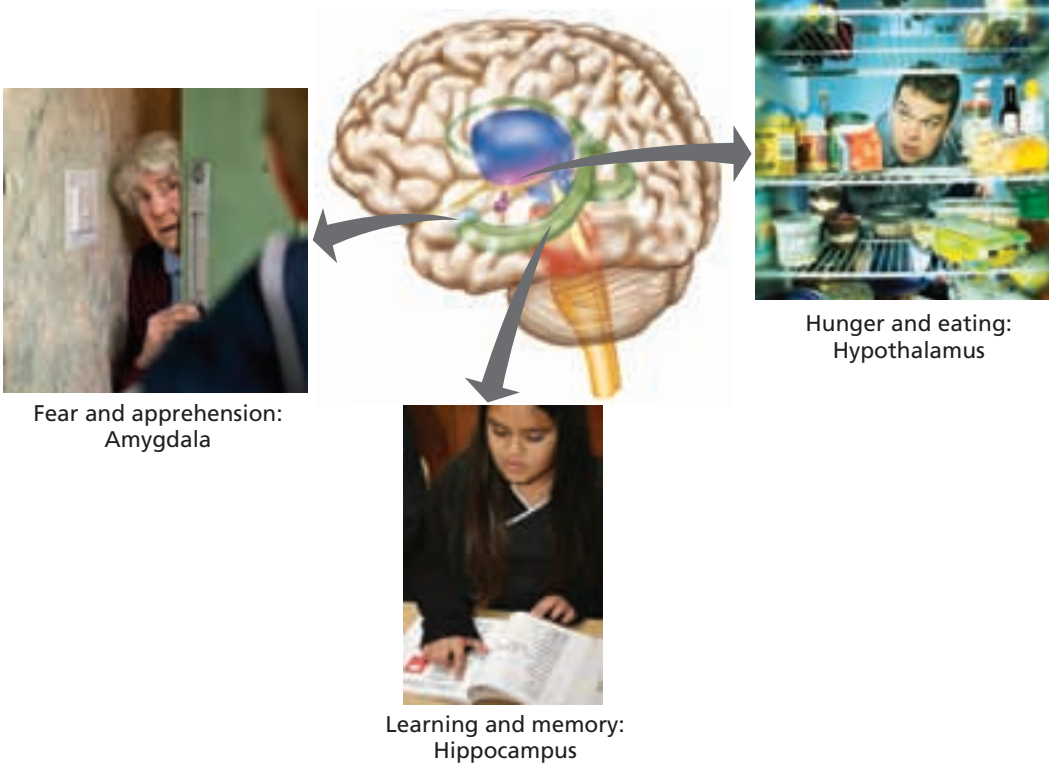 Hunger and eating:
Hypothalamus
Fear and apprehension:
Amygdala
Learning and memory:
Hippocampus